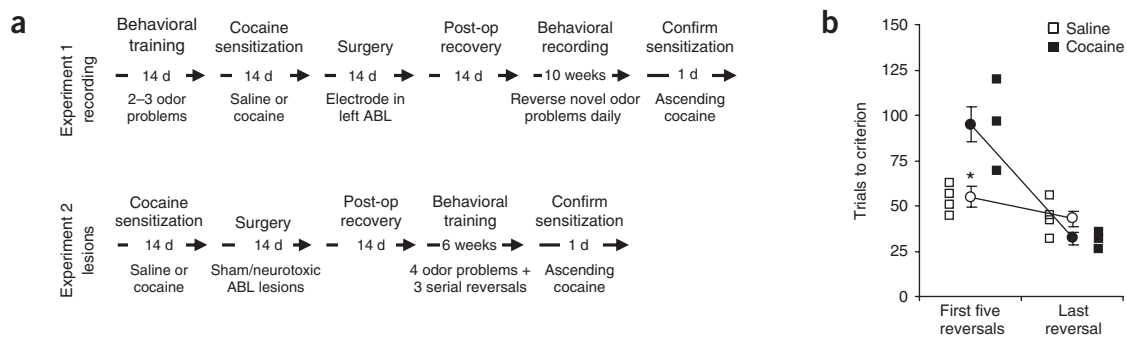 a
Experiment 1
recording
Behavioral
training
14 d
2–3 odor
problems
Cocaine
sensitization
14 d
Saline or
cocaine
Surgery
14 d
Electrode in
left ABL
Post-op
recovery
14 d
Behavioral
recording
10 weeks
Reverse novel odor
problems daily
Confirm
sensitization
1 d
Ascending
cocaine
Experiment 2
lesions
Cocaine
sensitization
14 d
Saline or
cocaine
Surgery
14 d
Sham/neurotoxic
ABL lesions
Post-op
recovery
14 d
Behavioral
training
6 weeks
4 odor problems +
3 serial reversals
Confirm
sensitization
1 d
Ascending
cocaine
b
Saline
Cocaine
Trials to criterion
150
125
100
75
50
25
0
*
First five
reversals
Last
reversal